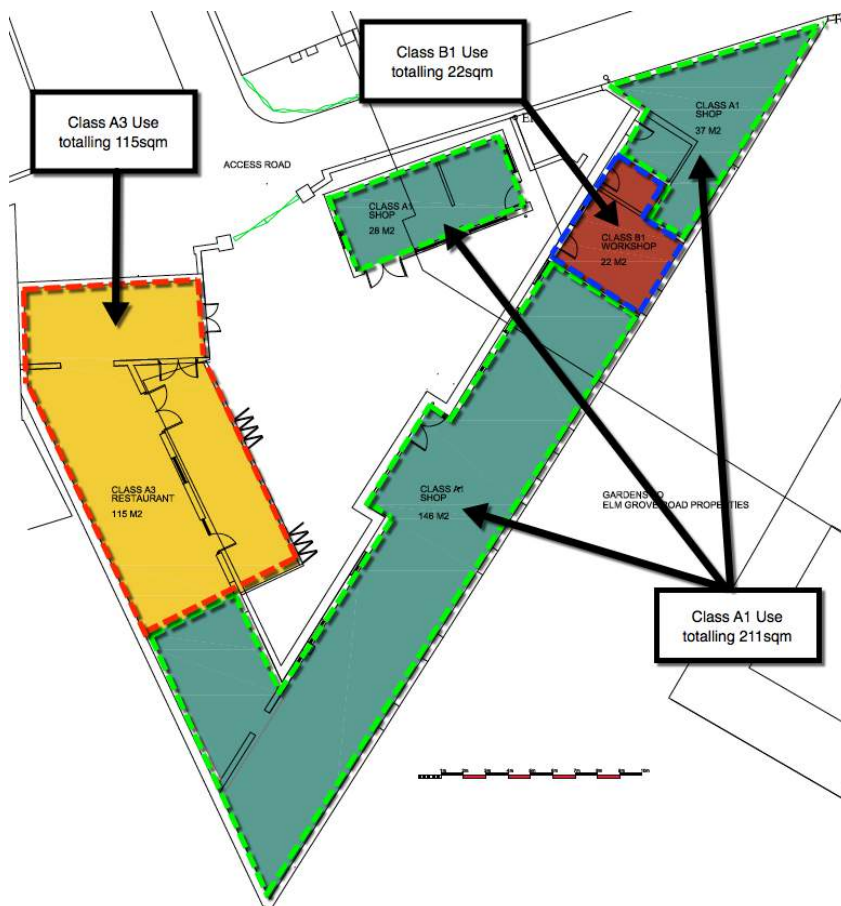 Class B1 Use
totalling 22sqm
Class A3 Use
totalling 115sqm
CLASS A1
SHOP
37 M2
ACCESS ROAD
CLASS A1
SHOP
28 M2
CLASS B1
WORKSHOP
22 M2
CLASS A3
RESTAURANT
115 M2
CLASS A1
SHOP
146 M2
GARDENS TO
ELM GROVE ROAD PROPERTIES
Class A1 Use
totalling 211sqm